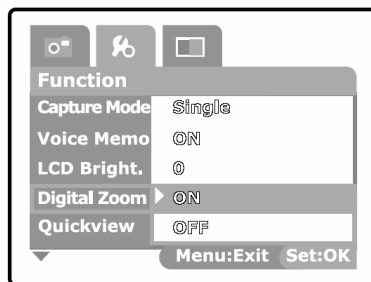 Function
Capture Mode Single
Voice Memo ON
LCD Bright. 0
Digital Zoom ON
Quickview OFF
Menu:Exit Set:OK